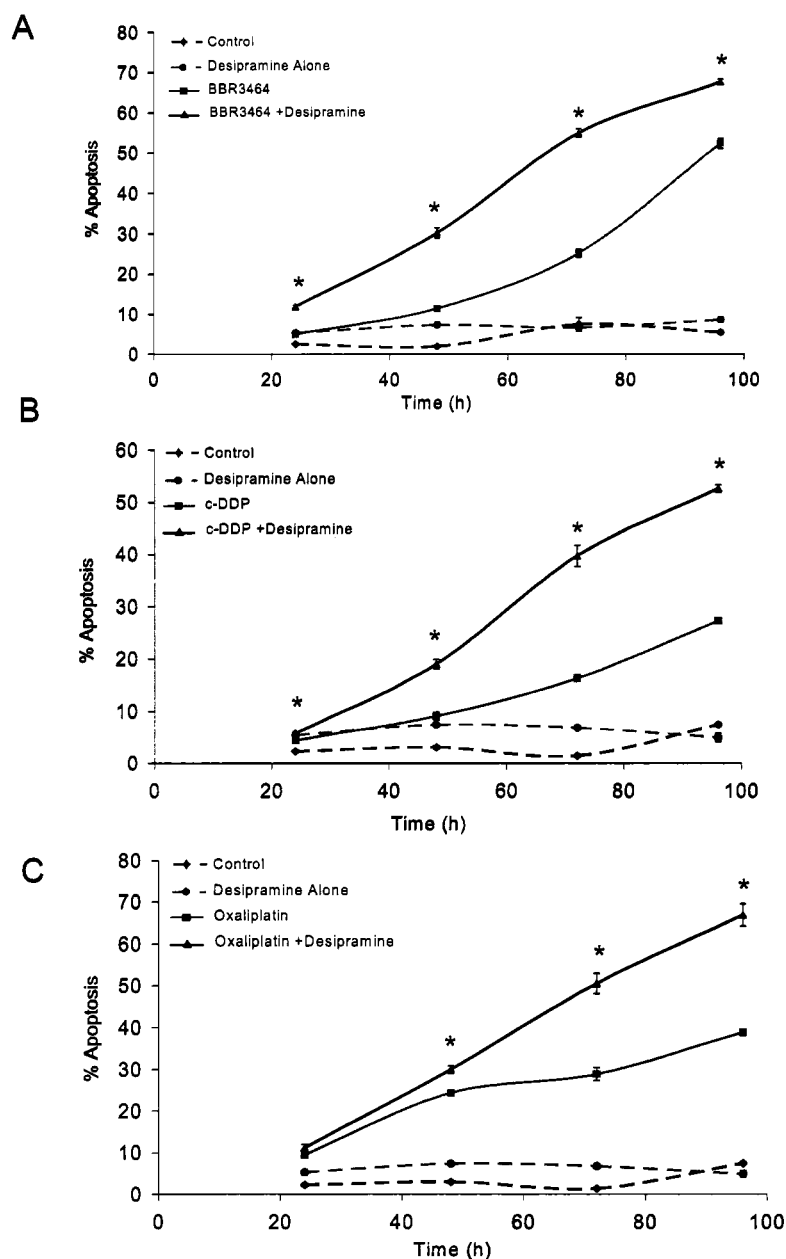 A
80
70
60
50
40
30
20
10
0
% Apoptosis
- Control
- Desipramine Alone
BBR3464
BBR3464 +Desipramine
*
*
*
*
0
20
40
60
80
100
Time (h)
B
60
50
40
30
20
10
0
% Apoptosis
- Control
- Desipramine Alone
c-DDP
c-DDP +Desipramine
*
*
*
*
0
20
40
60
80
100
Time (h)
C
80
70
60
50
40
30
20
10
0
% Apoptosis
- Control
- Desipramine Alone
Oxaliplatin
Oxaliplatin +Desipramine
*
*
*
0
20
40
60
80
100
Time (h)